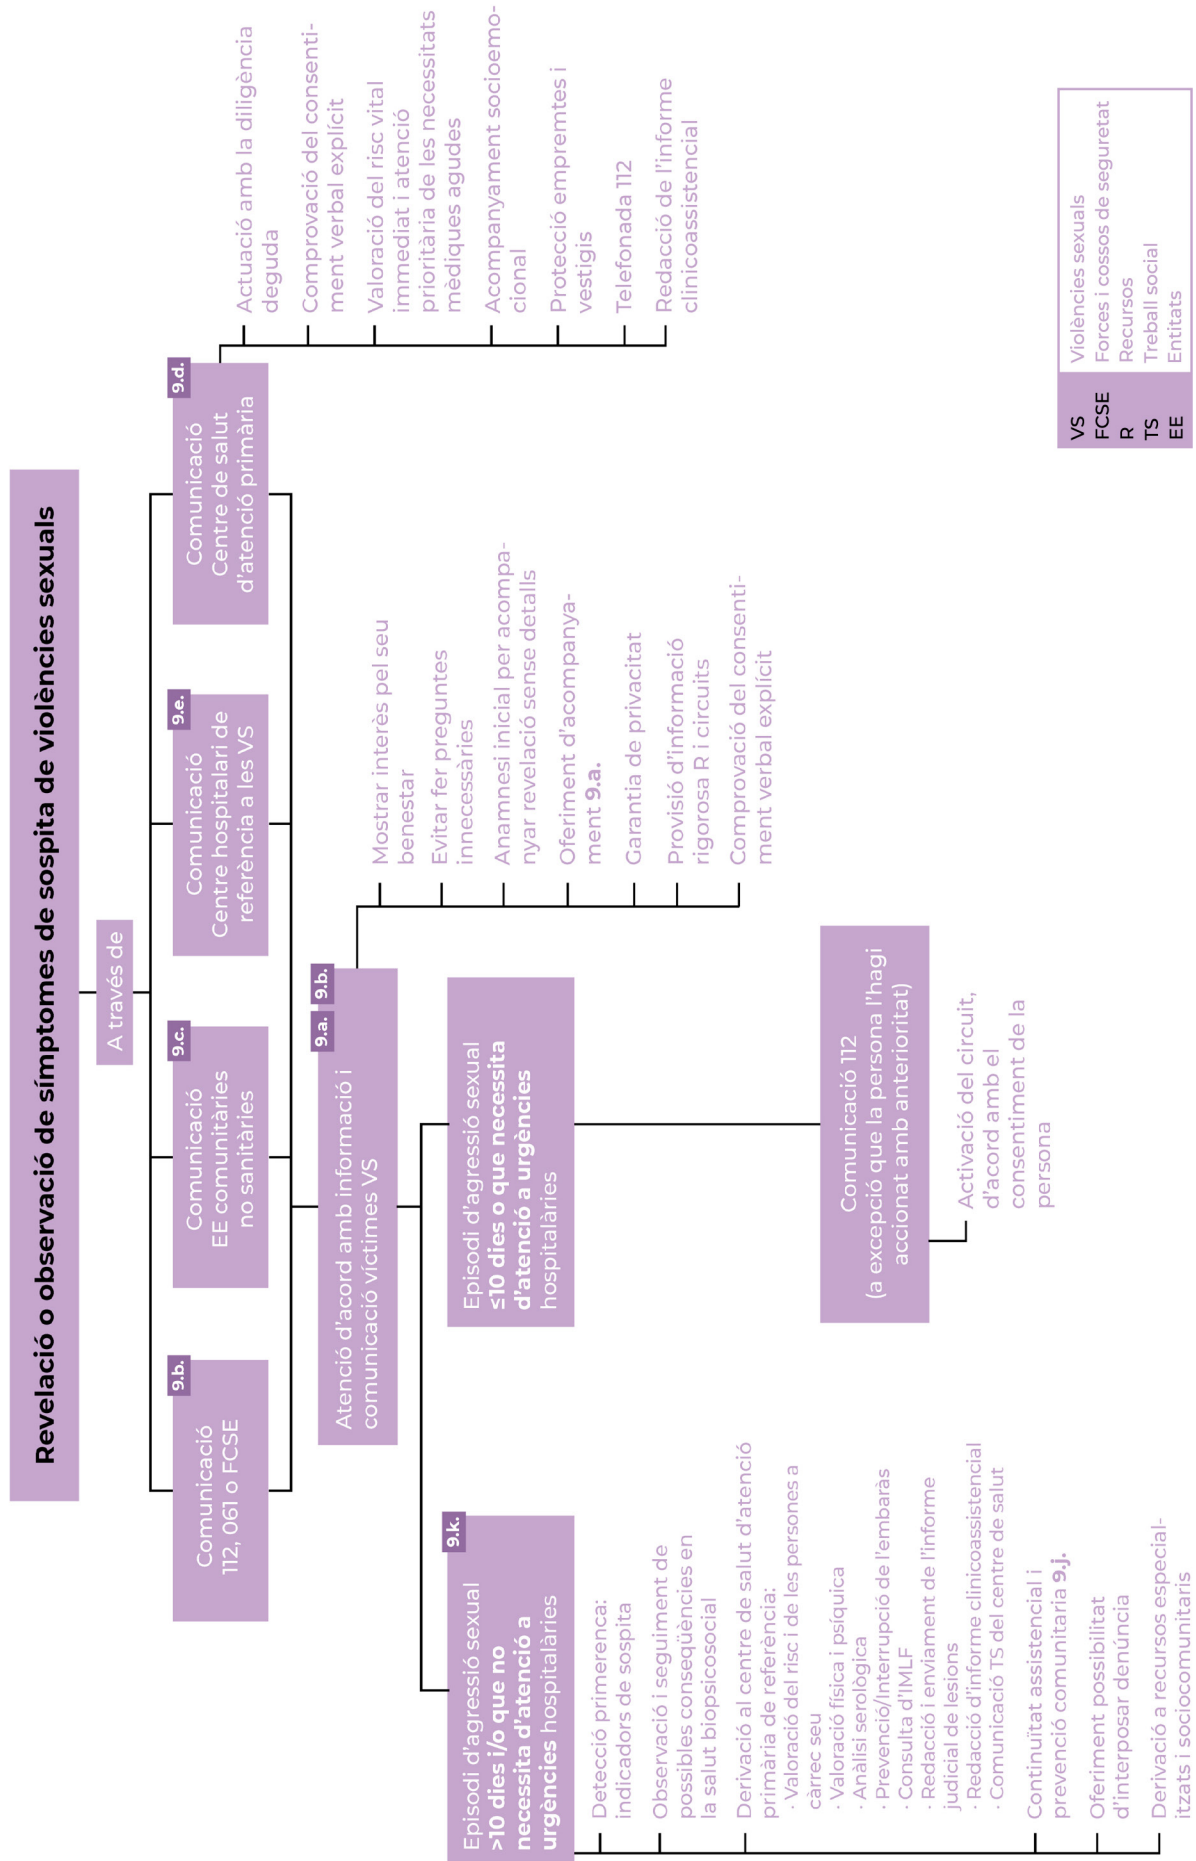 Revelació o observació de símptomes de sospita de violències sexuals
A través de
9.b.
Comunicació
112, 061 o FCSE
9.c.
Comunicació
EE comunitàries
no sanitàries
9.e.
Comunicació
Centre hospitalari de
referència a les VS
9.d.
Comunicació
Centre de salut
d'atenció primària
Actuació amb la diligència
deguda
Comprovació del consenti-
ment verbal explícit
Valoració del risc vital
immediat i atenció
prioritària de les necessitats
mèdiques agudes
Acompanyament socioemo-
cional
Protecció empremtes i
vestigis
Telefonada 112
Redacció de l'informe
clinicoassistencial
9.a. 9.b.
Atenció d'acord amb informació i
comunicació víctimes VS
Mostrar interès pel seu
benestar
Evitar fer preguntes
innecessàries
Anamnesi inicial per acompa-
nyar revelació sense detalls
Oferiment d'acompanya-
ment 9.a.
Garantia de privacitat
Provisió d'informació
rigorosa R i circuits
Comprovació del consenti-
ment verbal explícit
9.k.
Episodi d'agressió sexual
>10 dies i/o que no
necessita d'atenció a
urgències hospitalàries
Detecció primerenca:
indicadors de sospita
Observació i seguiment de
possibles conseqüències en
la salut biopsicosocial
Derivació al centre de salut d'atenció
primària de referència:
· Valoració del risc i de les persones a
càrrec seu
· Valoració física i psíquica
· Anàlisi serològica
· Prevenció/Interrupció de l'embaràs
· Consulta d'IMLF
· Redacció i enviament de l'informe
judicial de lesions
· Redacció d'informe clinicoassistencial
· Comunicació TS del centre de salut
Continuïtat assistencial i
prevenció comunitaria 9.j.
Oferiment possibilitat
d'interposar denúncia
Derivació a recursos especial-
itzats i sociocomunitaris
Episodi d'agressió sexual
≤10 dies o que necessita
d'atenció a urgències
hospitalàries
Comunicació 112
(a excepció que la persona l'hagi
accionat amb anterioritat)
Activació del circuit,
d'acord amb el
consentiment de la
persona
VS Violències sexuals
FCSE Forces i cossos de seguretat
R Recursos
TS Treball social
EE Entitats